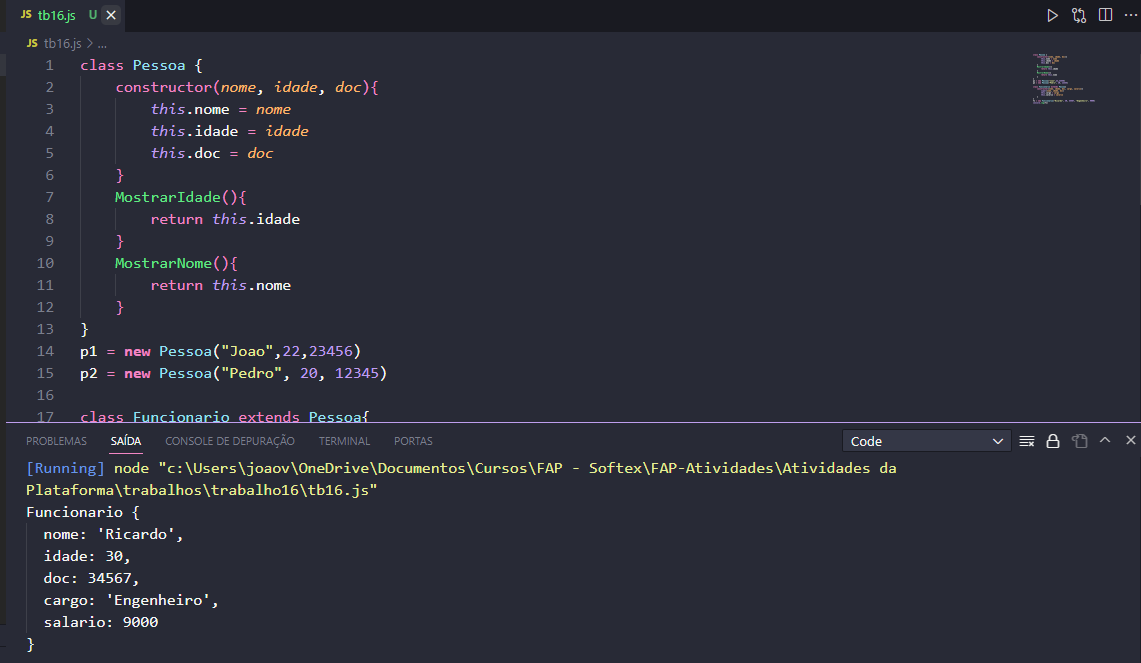 JS tb16.js U
JS tb16.js > ...
1 class Pessoa {
2 constructor(nome, idade, doc){
3 this.nome = nome
4 this.idade = idade
5 this.doc = doc
6 }
7 MostrarIdade(){
8 return this.idade
9 }
10 MostrarNome(){
11 return this.nome
12 }
13 }
14 p1 = new Pessoa("Joao",22,23456)
15 p2 = new Pessoa("Pedro", 20, 12345)
16
17 class Funcionario extends Pessoa{
PROBLEMAS SAÍDA CONSOLE DE DEPURAÇÃO TERMINAL PORTAS Code
[Running] node "c:\Users\joaov\OneDrive\Documentos\Cursos\FAP - Softex\FAP-Atividades\Atividades da
Plataforma\trabalhos\trabalho16\tb16.js"
Funcionario {
nome: 'Ricardo',
idade: 30,
doc: 34567,
cargo: 'Engenheiro',
salario: 9000
}